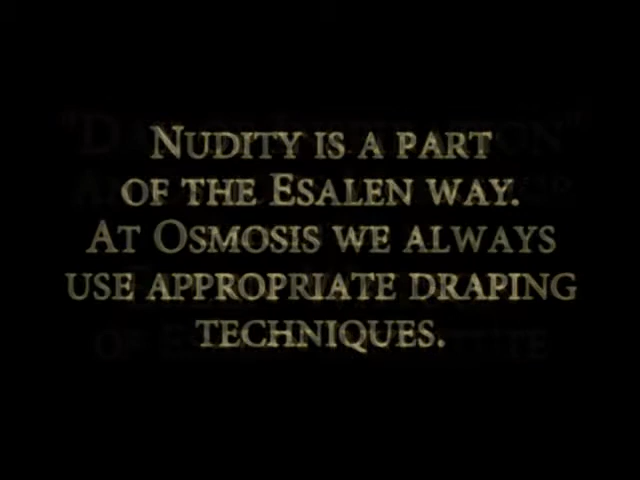 NUDITY IS A PART
OF THE ESALEN WAY.
AT OSMOSIS WE ALWAYS
USE APPROPRIATE DRAPING
TECHNIQUES.